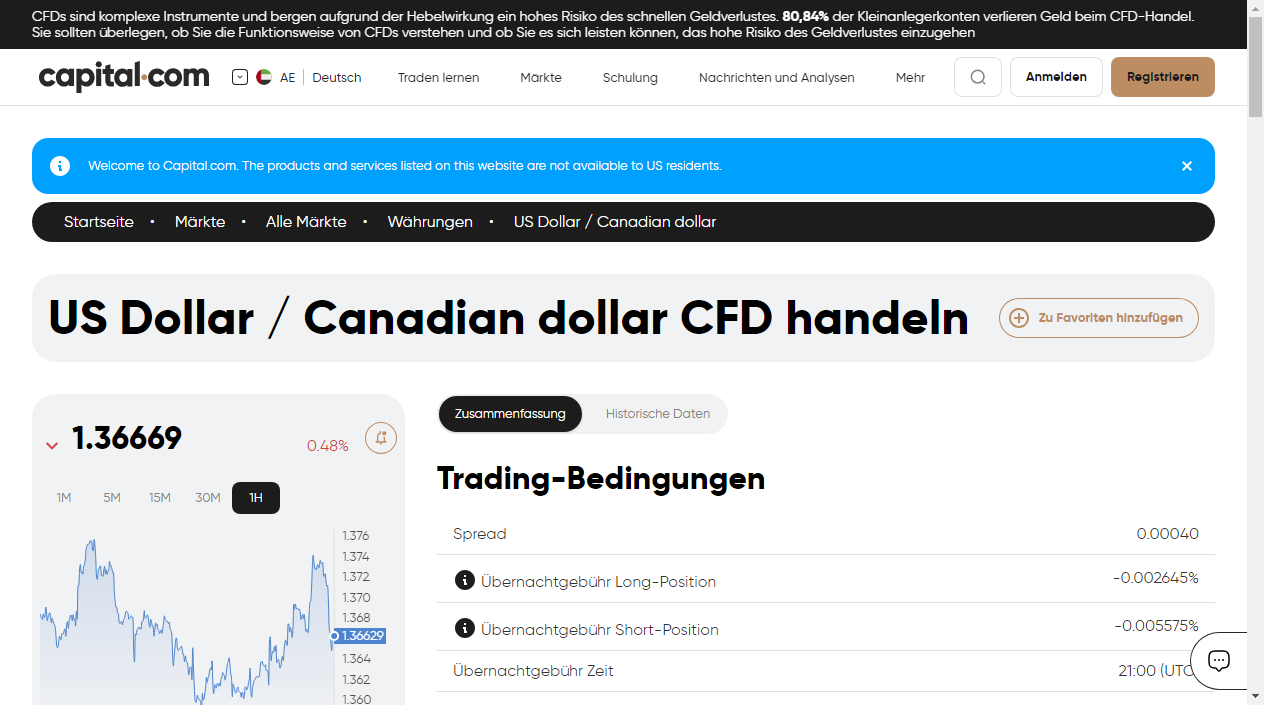 CFDs sind komplexe Instrumente und bergen aufgrund der Hebelwirkung ein hohes Risiko des schnellen Geldverlustes. 80,84% der Kleinanlegerkonten verlieren Geld beim CFD-Handel.
Sie sollten überlegen, ob Sie die Funktionsweise von CFDs verstehen und ob Sie es sich leisten können, das hohe Risiko des Geldverlustes einzugehen
capital.com AE Deutsch Traden lernen Märkte Schulung Nachrichten und Analysen Mehr Anmelden Registrieren
Welcome to Capital.com. The products and services listed on this website are not available to US residents.
Startseite • Märkte • Alle Märkte • Währungen • US Dollar / Canadian dollar
US Dollar / Canadian dollar CFD handeln
Zu Favoriten hinzufügen
1.36669
0.48%
1M 5M 15M 30M 1H
1.376
1.374
1.372
1.370
1.368
1.36629
1.364
1.362
1.360
Zusammenfassung Historische Daten
Trading-Bedingungen
Spread 0.00040
Übernachtgebühr Long-Position -0.002645%
Übernachtgebühr Short-Position -0.005575%
Übernachtgebühr Zeit 21:00 (UTC